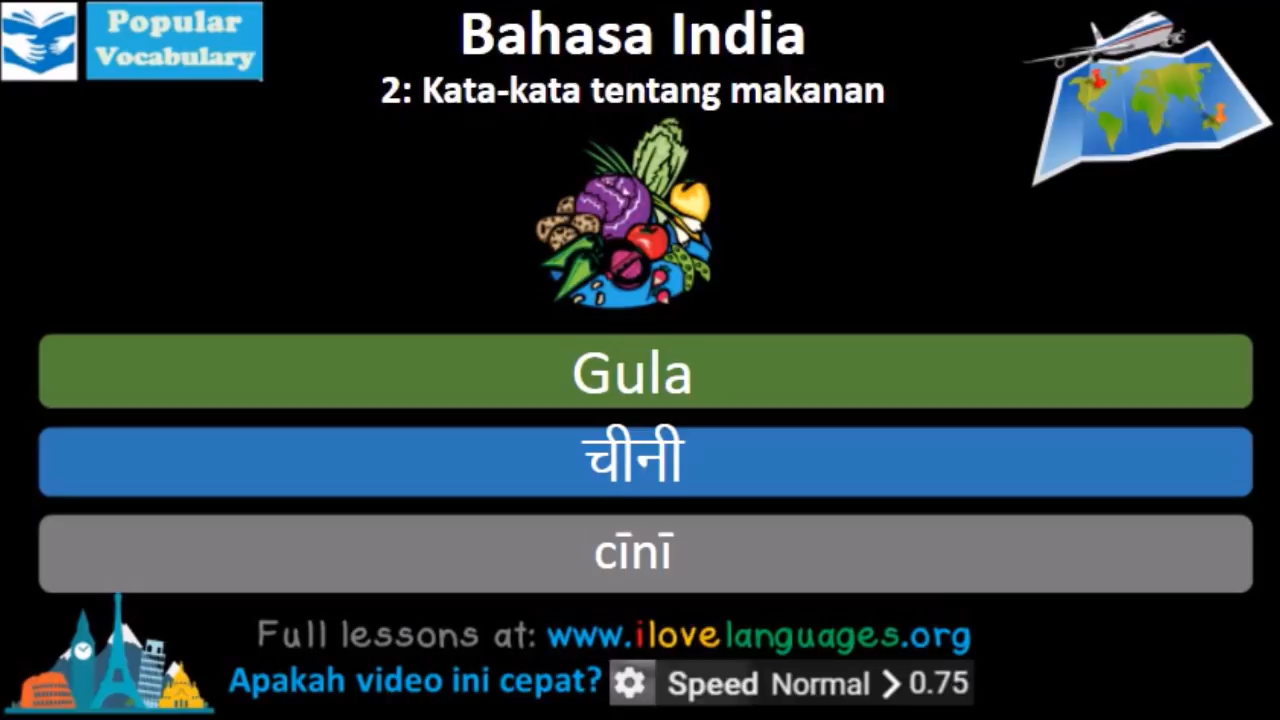 Popular
Vocabulary
Bahasa India
2: Kata-kata tentang makanan
Gula
चीनी
cīnī
Full lessons at: www.ilovelanguages.org
Apakah video ini cepat? Speed Normal > 0.75